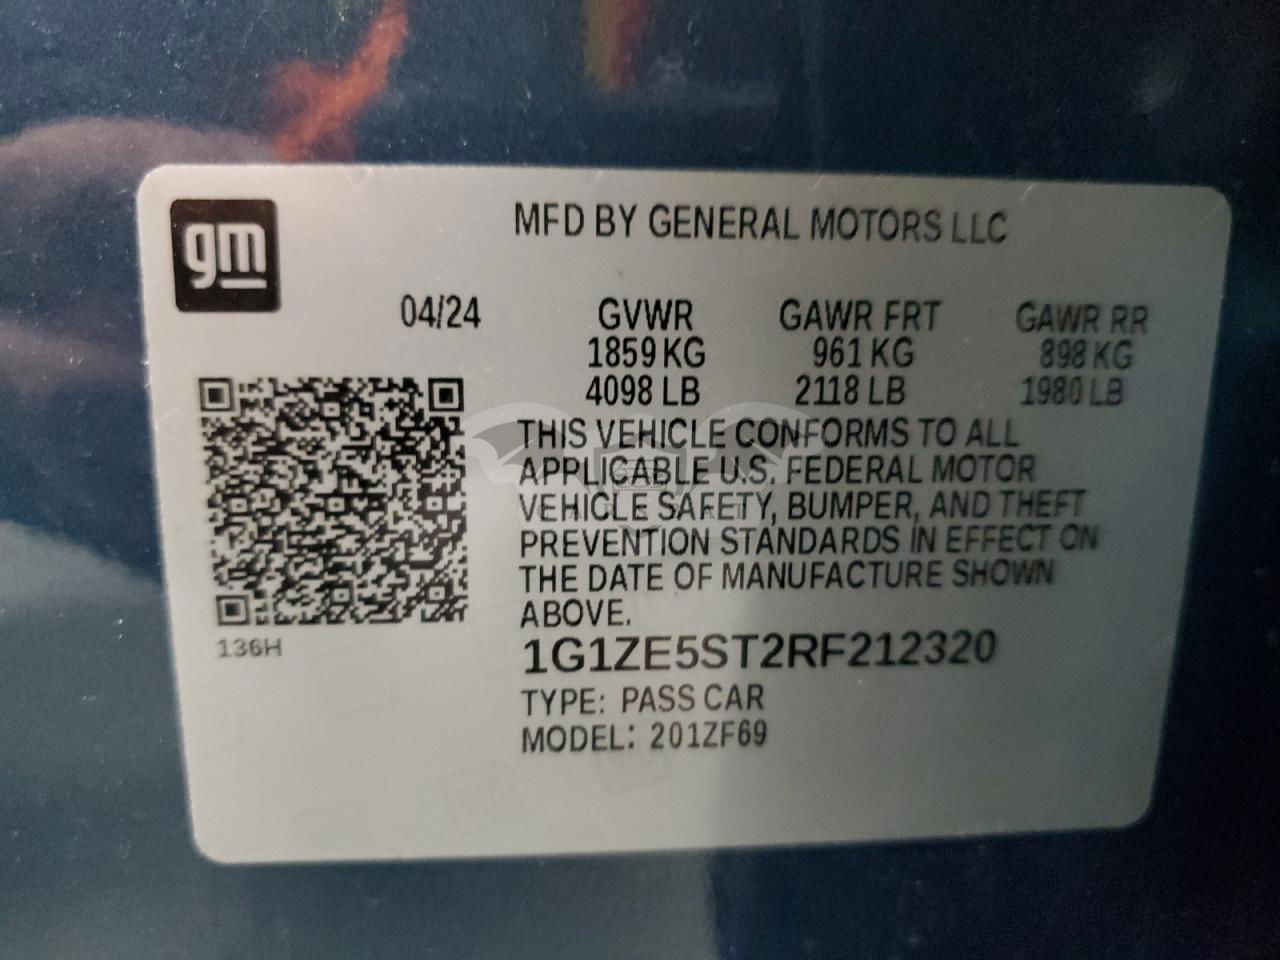 gm
MFD BY GENERAL MOTORS LLC
04/24 GVWR GAWR FRT GAWR RR
1859 KG 961 KG 898 KG
4098 LB 2118 LB 1980 LB
THIS VEHICLE CONFORMS TO ALL
APPLICABLE U.S. FEDERAL MOTOR
VEHICLE SAFETY, BUMPER, AND THEFT
PREVENTION STANDARDS IN EFFECT ON
THE DATE OF MANUFACTURE SHOWN
ABOVE.
136H
1G1ZE5ST2RF212320
TYPE: PASS CAR
MODEL: 201ZF69